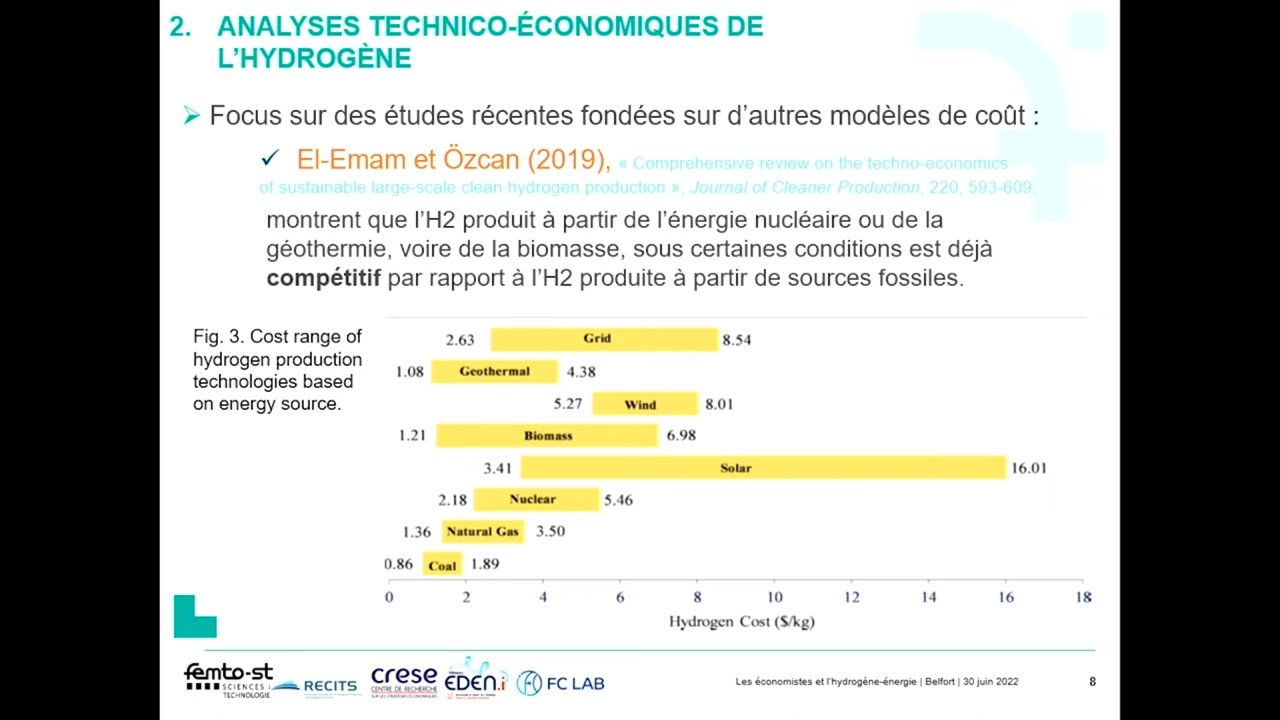 2. ANALYSES TECHNICO-ÉCONOMIQUES DE
L'HYDROGÈNE
Focus sur des études récentes fondées sur d'autres modèles de coût :
El-Emam et Özcan (2019), « Comprehensive review on the techno-economics
of sustainable large-scale clean hydrogen production », Journal of Cleaner Production, 220, 593-609,
montrent que l'H2 produit à partir de l'énergie nucléaire ou de la
géothermie, voire de la biomasse, sous certaines conditions est déjà
compétitif par rapport à l'H2 produite à partir de sources fossiles.
Fig. 3. Cost range of
hydrogen production
technologies based
on energy source.
2.63 Grid 8.54
1.08 Geothermal 4.38
5.27 Wind 8.01
1.21 Biomass 6.98
3.41 Solar 16.01
2.18 Nuclear 5.46
1.36 Natural Gas 3.50
0.86 Coal 1.89
0 2 4 6 8 10 12 14 16 18
Hydrogen Cost ($/kg)
femto-st
SCIENCES &
TECHNOLOGIES
RECITS
crese
CENTRE DE RECHERCHE
SUR LES STRATÉGIES ÉCONOMIQUES
EDEN.i
FC LAB
Les économistes et l'hydrogène-énergie | Belfort | 30 juin 2022
8